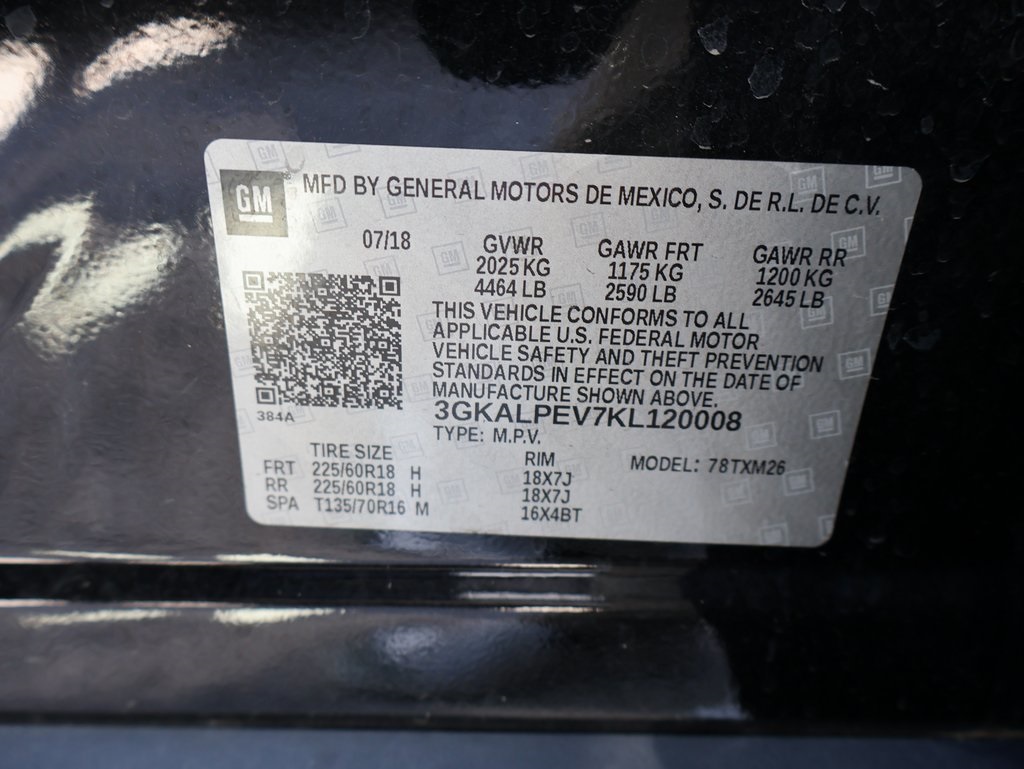 GM MFD BY GENERAL MOTORS DE MEXICO, S. DE R.L. DE C.V.
07/18 GVWR GAWR FRT GAWR RR
2025 KG 1175 KG 1200 KG
4464 LB 2590 LB 2645 LB
THIS VEHICLE CONFORMS TO ALL
APPLICABLE U.S. FEDERAL MOTOR
VEHICLE SAFETY AND THEFT PREVENTION
STANDARDS IN EFFECT ON THE DATE OF
MANUFACTURE SHOWN ABOVE.
384A
3GKALPEV7KL120008
TYPE: M.P.V.
TIRE SIZE RIM MODEL: 78TXM26
FRT 225/60R18 H 18X7J
RR 225/60R18 H 18X7J
SPA T135/70R16 M 16X4BT